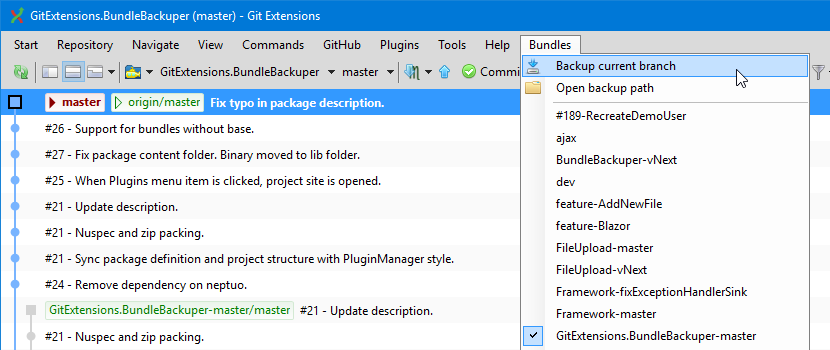 GitExtensions.BundleBackuper (master) - Git Extensions
Start Repository Navigate View Commands GitHub Plugins Tools Help Bundles
GitExtensions.BundleBackuper master
Backup current branch
Open backup path
#189-RecreateDemoUser
ajax
BundleBackuper-vNext
dev
feature-AddNewFile
feature-Blazor
FileUpload-master
FileUpload-vNext
Framework-fixExceptionHandlerSink
Framework-master
GitExtensions.BundleBackuper-master
master origin/master Fix typo in package description.
#26 - Support for bundles without base.
#27 - Fix package content folder. Binary moved to lib folder.
#25 - When Plugins menu item is clicked, project site is opened.
#21 - Update description.
#21 - Nuspec and zip packing.
#21 - Sync package definition and project structure with PluginManager style.
#24 - Remove dependency on neptuo.
GitExtensions.BundleBackuper-master/master #21 - Update description.
#21 - Nuspec and zip packing.